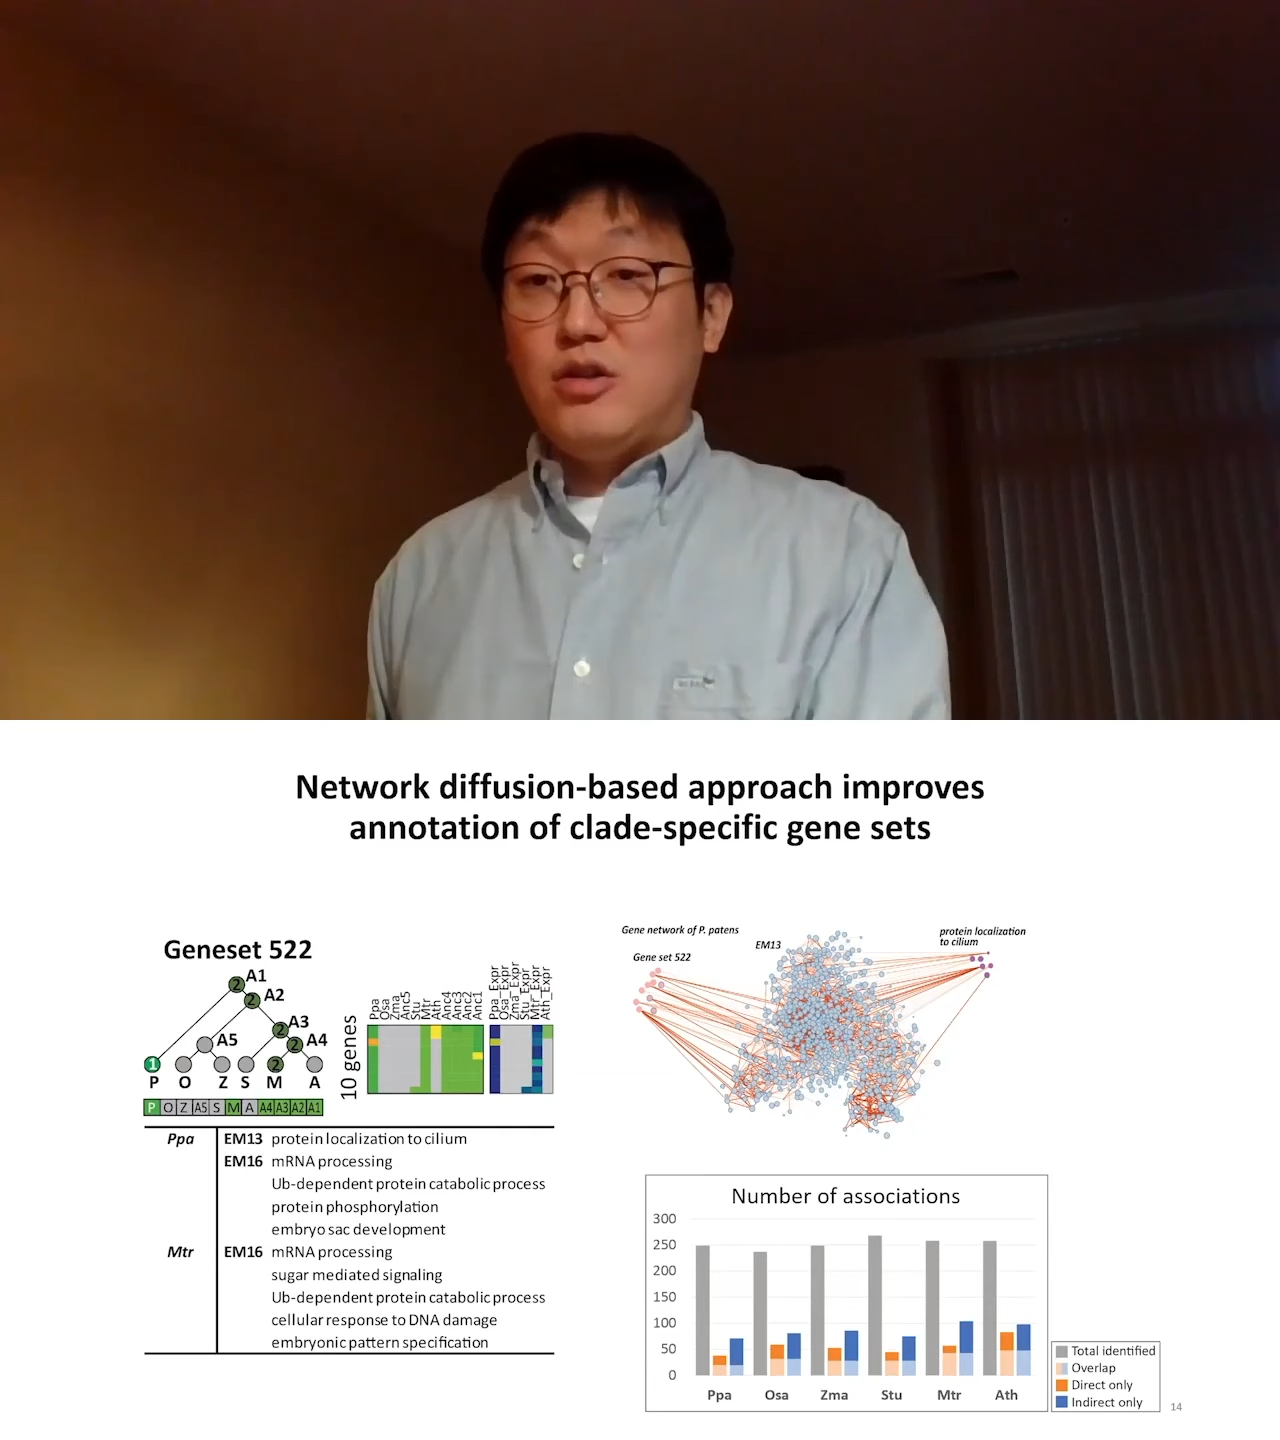 Network diffusion-based approach improves
annotation of clade-specific gene sets
Geneset 522
A1
2
A2
2
A3
2
A4
2
A5
1
2
P O Z S M A
P O Z A5 S M A A4 A3 A2 A1
10 genes
Ppa Osa Zma Anc5 Stu Mtr Ath Anc4 Anc3 Anc2 Anc1
Ppa_Expr Osa_Expr Zma_Expr Stu_Expr Mtr_Expr Ath_Expr
Ppa EM13 protein localization to cilium
EM16 mRNA processing
Ub-dependent protein catabolic process
protein phosphorylation
embryo sac development
Mtr EM16 mRNA processing
sugar mediated signaling
Ub-dependent protein catabolic process
cellular response to DNA damage
embryonic pattern specification
Gene network of P. patens
EM13
Gene set 522
protein localization
to cilium
Number of associations
300
250
200
150
100
50
0
Ppa Osa Zma Stu Mtr Ath
Total identified
Overlap
Direct only
Indirect only
14